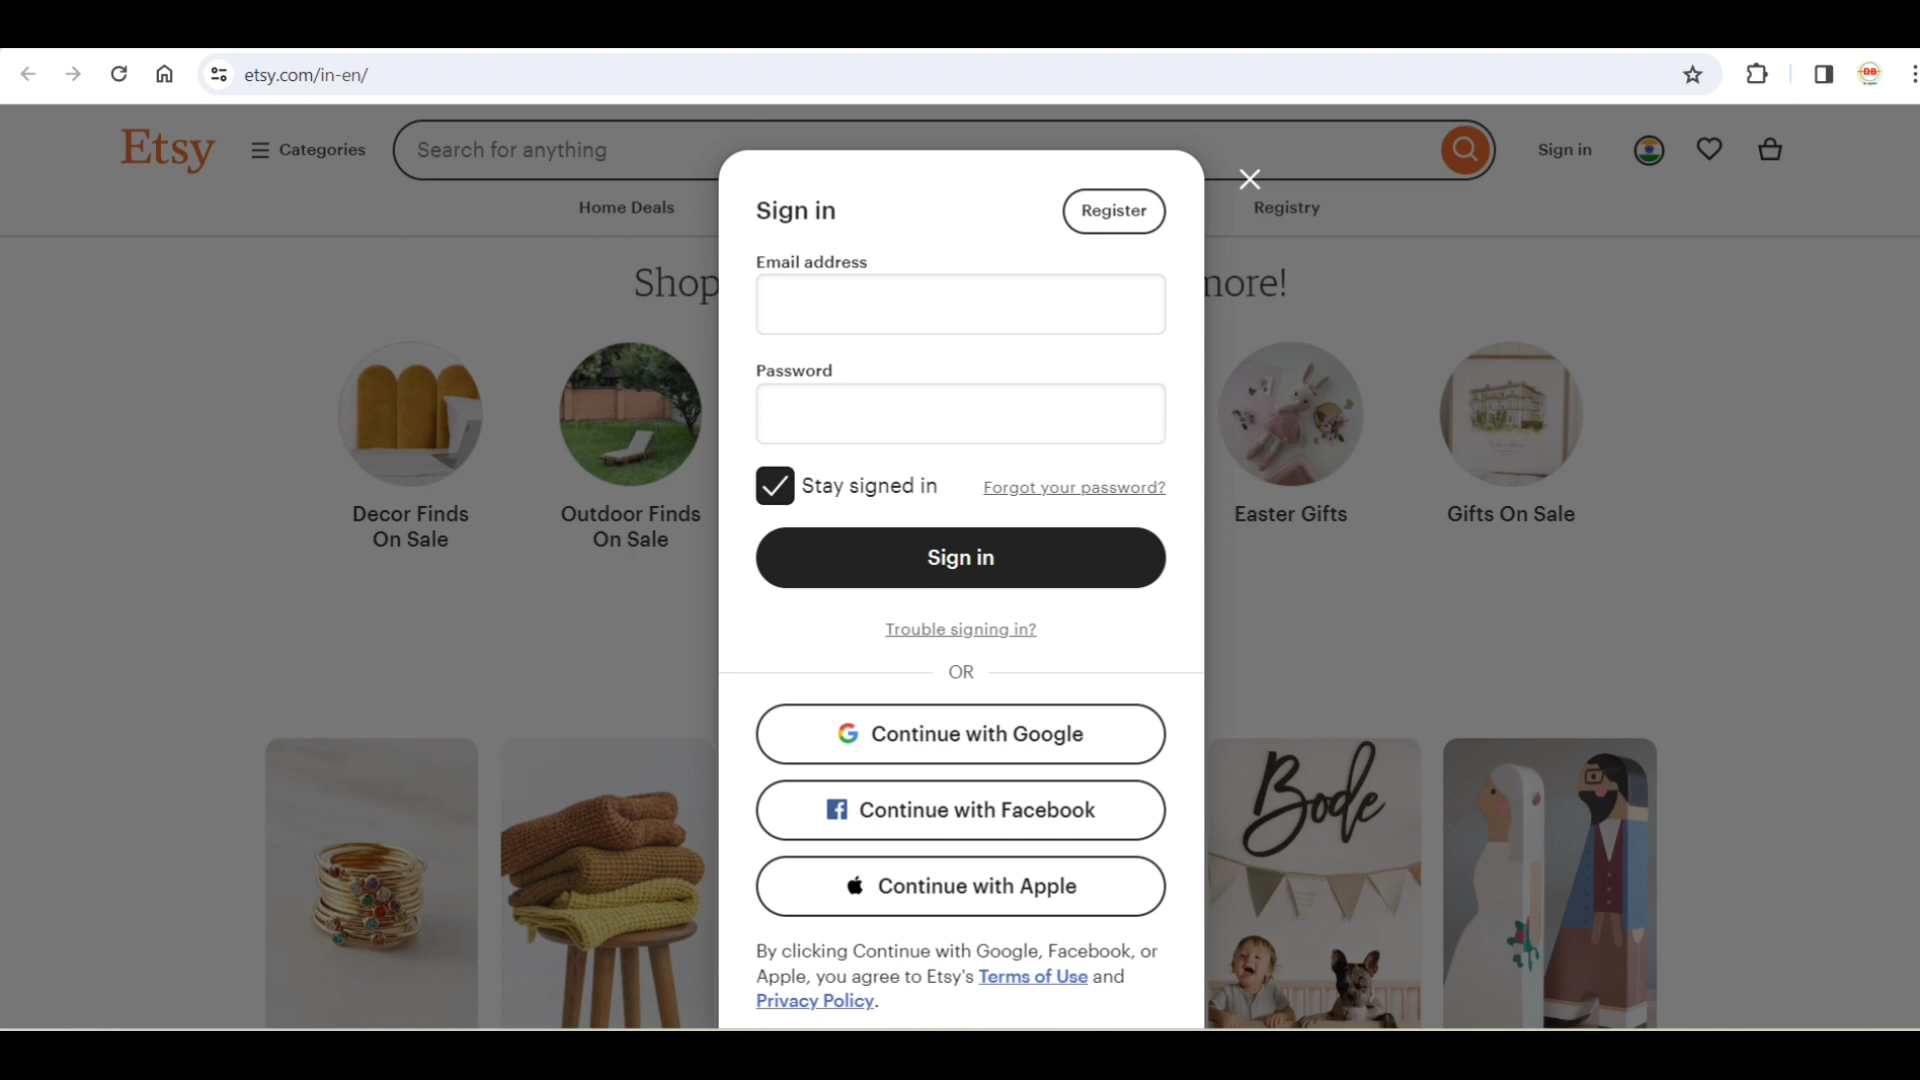 etsy.com/in-en/
Etsy
Categories
Search for anything
Sign in
Home Deals
Registry
Shop
more!
Sign in
Register
Email address
Password
Stay signed in
Forgot your password?
Sign in
Trouble signing in?
OR
Continue with Google
Continue with Facebook
Continue with Apple
By clicking Continue with Google, Facebook, or
Apple, you agree to Etsy's Terms of Use and
Privacy Policy.
Decor Finds
On Sale
Outdoor Finds
On Sale
Easter Gifts
Gifts On Sale
Bode